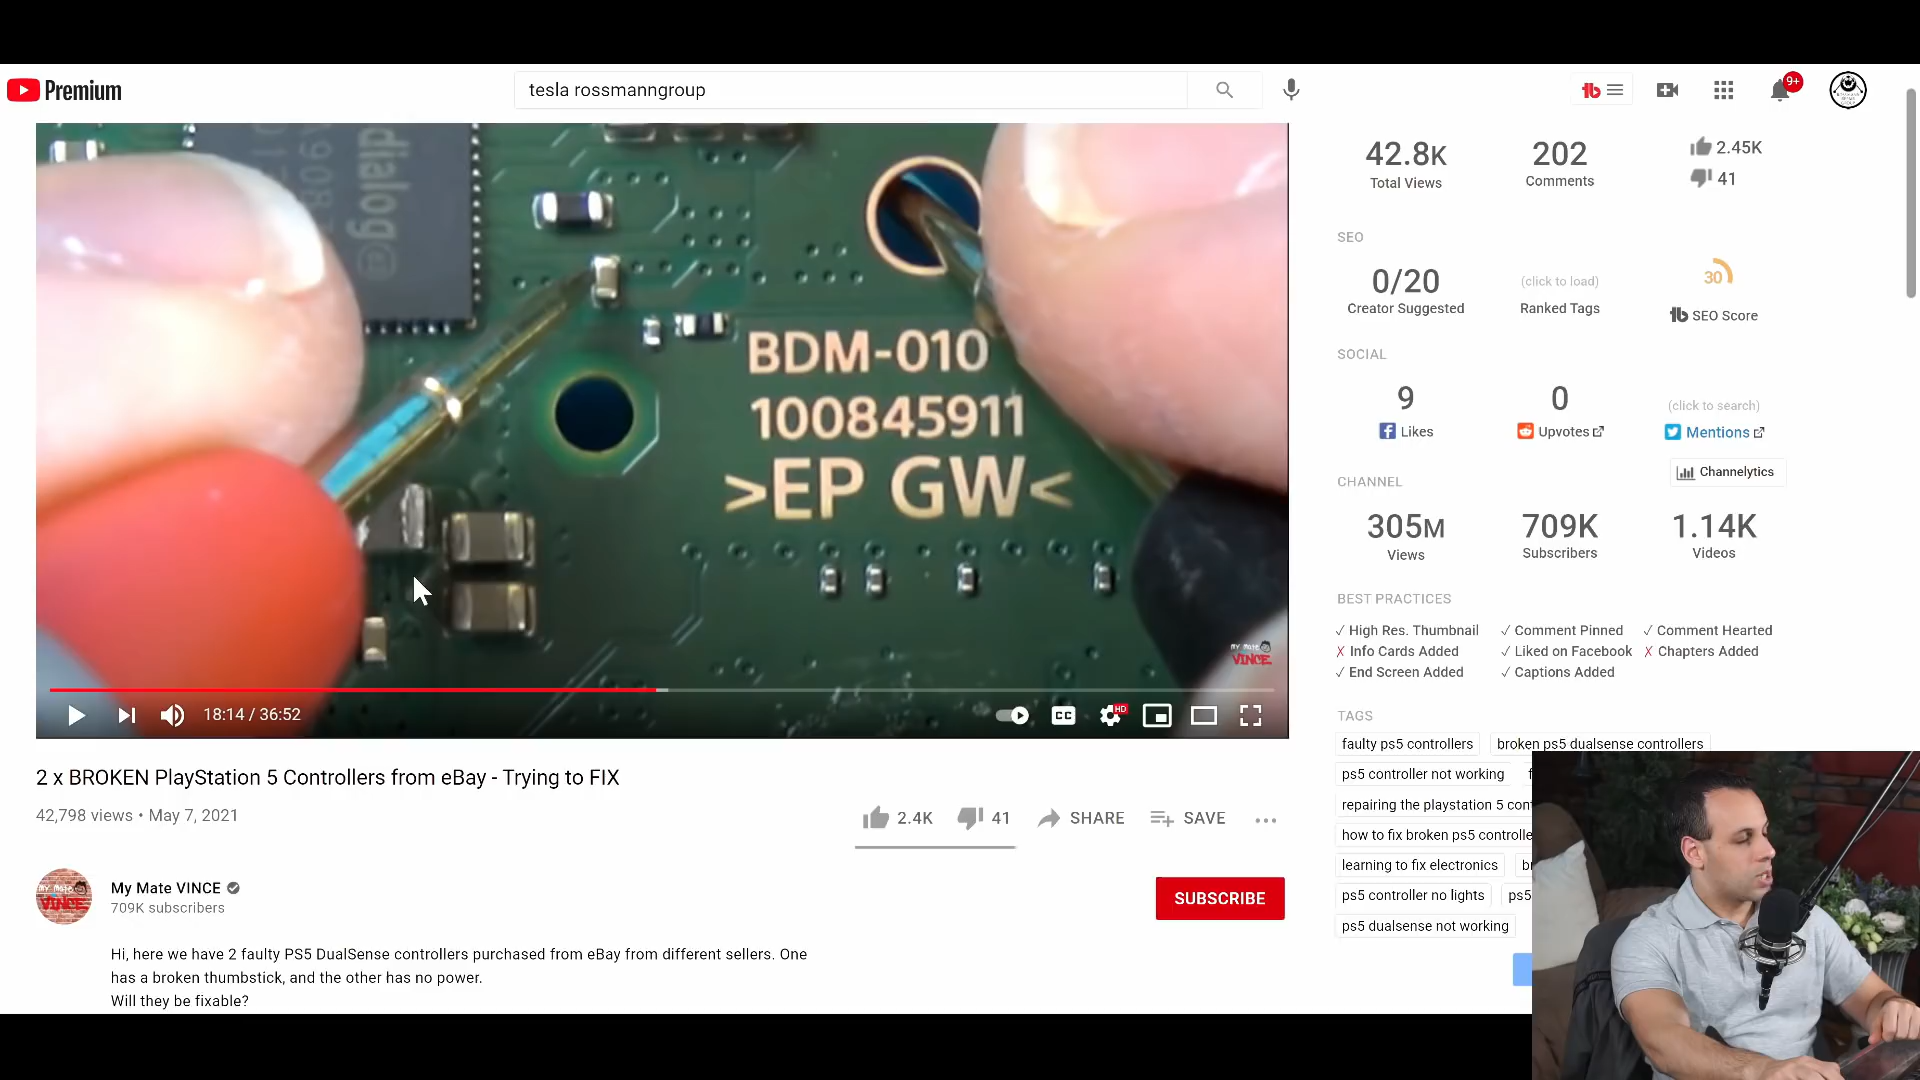 Premium
tesla rossmanngroup
9+
dialog
BDM-010
100845911
>EP GW<
MY MATE
VINCE
18:14 / 36:52
CC
HD
2 x BROKEN PlayStation 5 Controllers from eBay - Trying to FIX
42,798 views • May 7, 2021
2.4K
41
SHARE
SAVE
My Mate VINCE
709K subscribers
SUBSCRIBE
Hi, here we have 2 faulty PS5 DualSense controllers purchased from eBay from different sellers. One
has a broken thumbstick, and the other has no power.
Will they be fixable?
42.8K
Total Views
202
Comments
2.45K
41
SEO
0/20
Creator Suggested
(click to load)
Ranked Tags
30
SEO Score
SOCIAL
9
Likes
0
Upvotes
(click to search)
Mentions
Channelytics
CHANNEL
305M
Views
709K
Subscribers
1.14K
Videos
BEST PRACTICES
✓ High Res. Thumbnail ✓ Comment Pinned ✓ Comment Hearted
X Info Cards Added ✓ Liked on Facebook X Chapters Added
✓ End Screen Added ✓ Captions Added
TAGS
faulty ps5 controllers broken ps5 dualsense controllers
ps5 controller not working f
repairing the playstation 5 cont
how to fix broken ps5 controlle
learning to fix electronics b
ps5 controller no lights ps5
ps5 dualsense not working